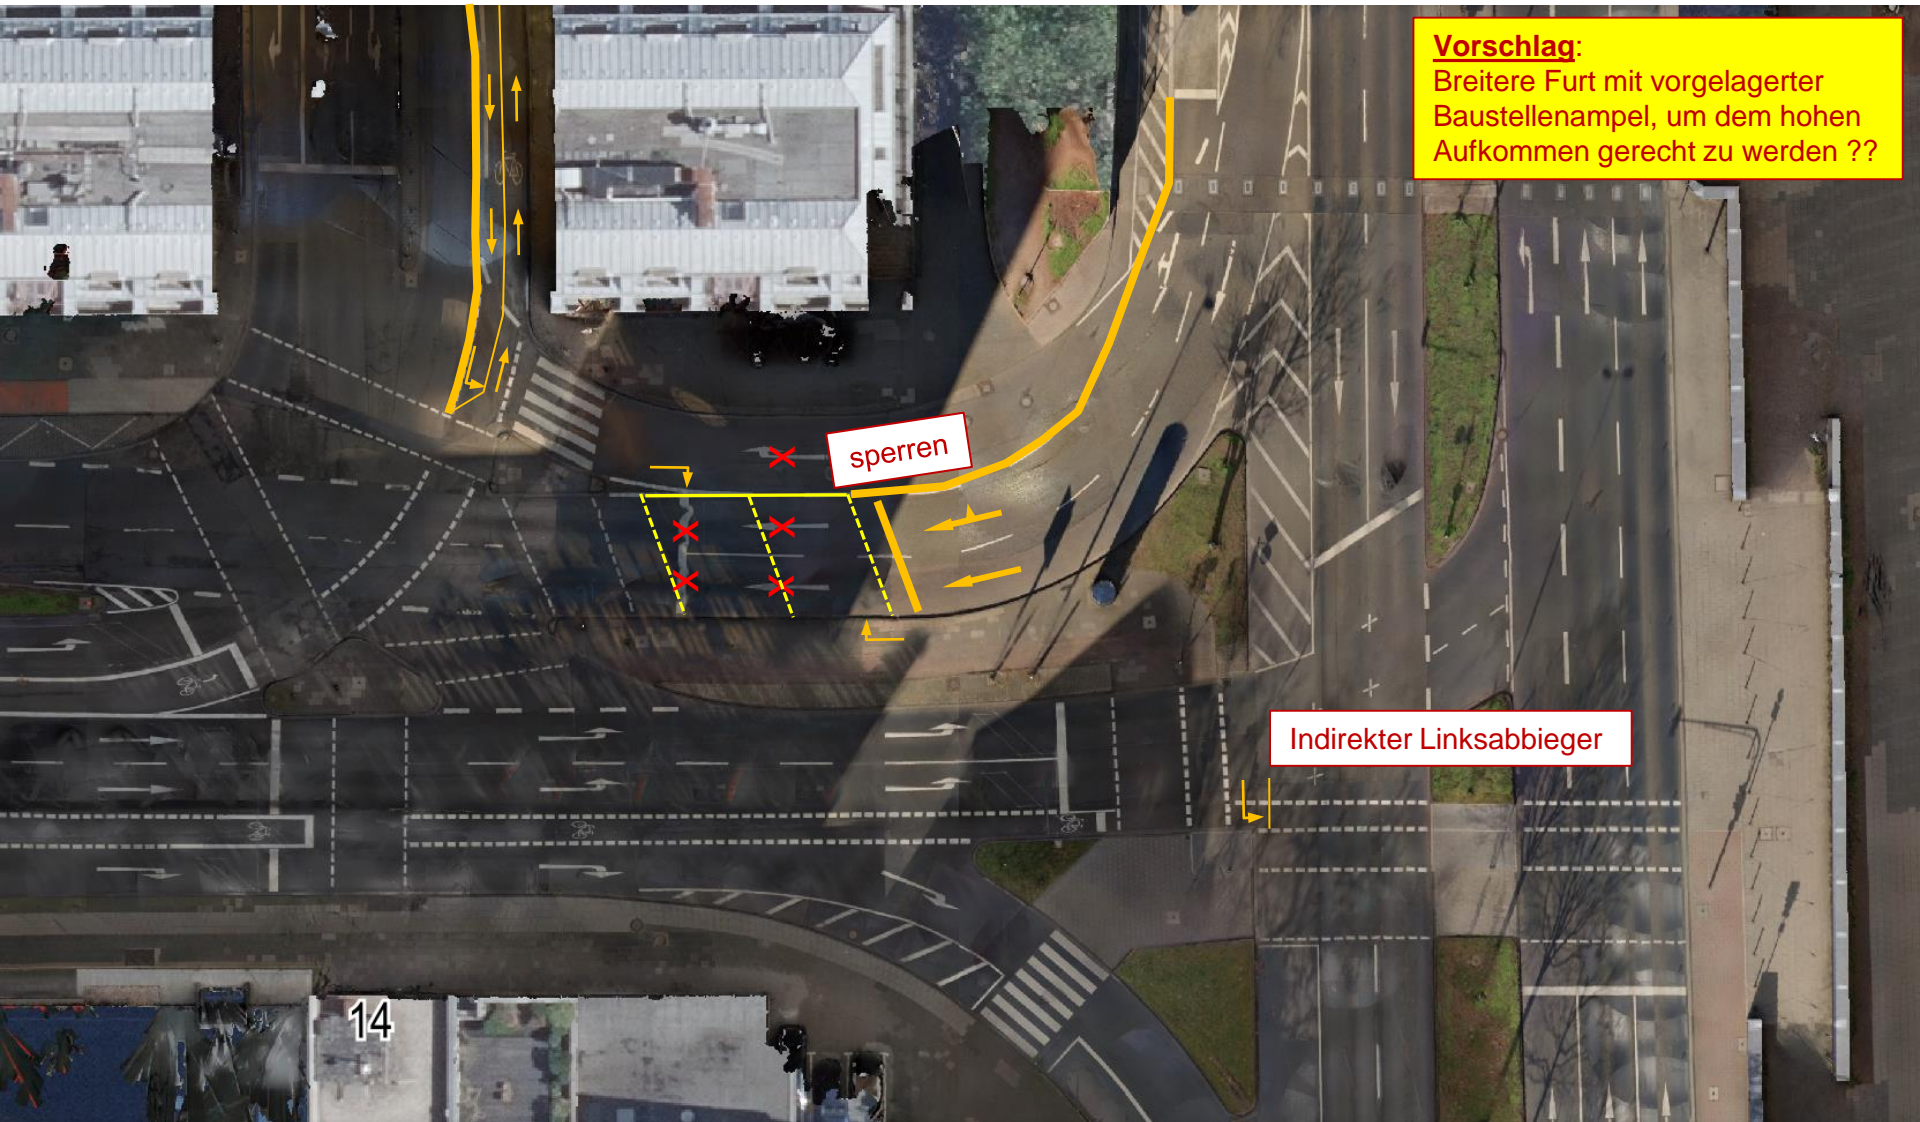 Vorschlag:
Breitere Furt mit vorgelagerter
Baustellenampel, um dem hohen
Aufkommen gerecht zu werden ??
sperren
Indirekter Linksabbieger
14